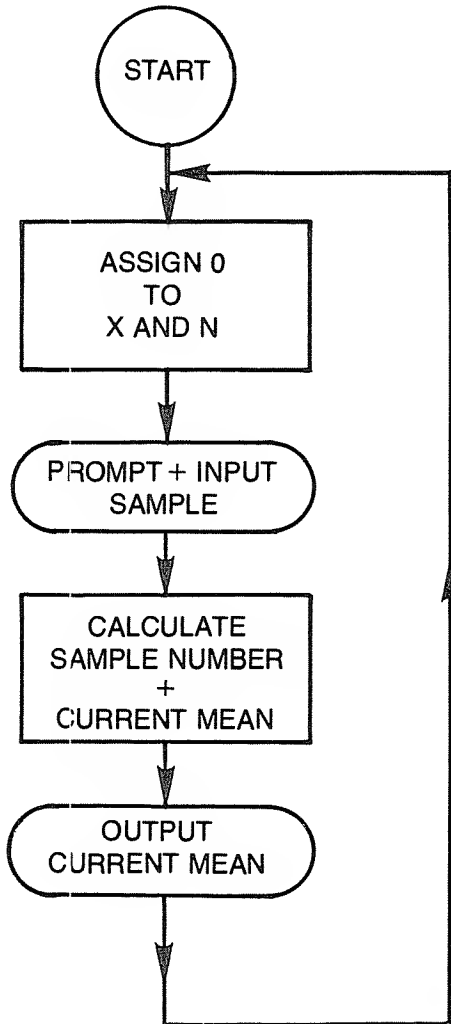 START
ASSIGN 0
TO
X AND N
PROMPT + INPUT
SAMPLE
CALCULATE
SAMPLE NUMBER
+
CURRENT MEAN
OUTPUT
CURRENT MEAN